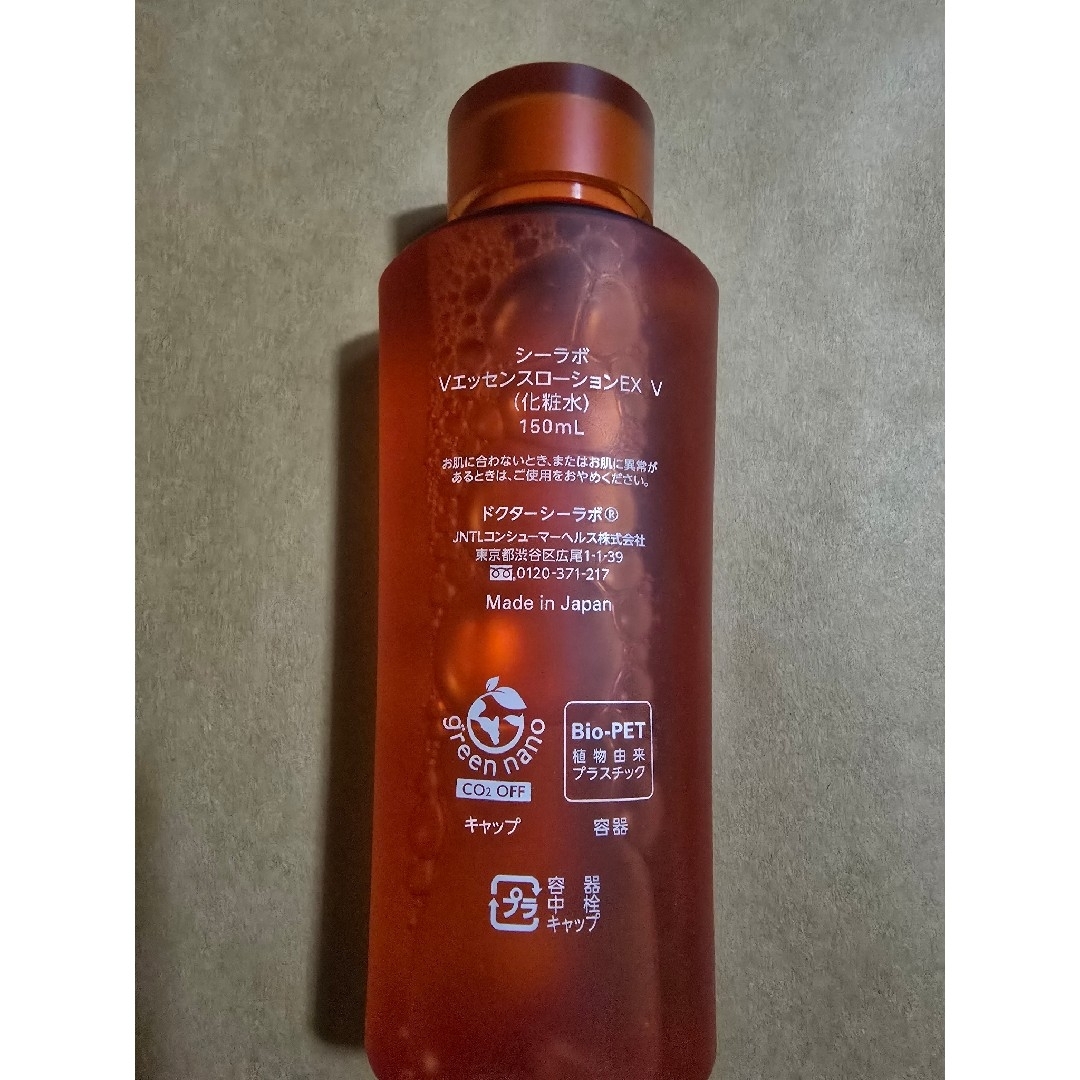 シーラボ
VエッセンスローションEX V
(化粧水)
150mL
お肌に合わないとき、またはお肌に異常が
あるときは、ご使用をおやめください。
ドクターシーラボ®
JNTLコンシューマーヘルス株式会社
東京都渋谷区広尾1-1-39
0120-371-217
Made in Japan
green nano
CO₂ OFF
キャップ
Bio-PET
植物由来
プラスチック
容器
プラ
容器
中栓
キャップ